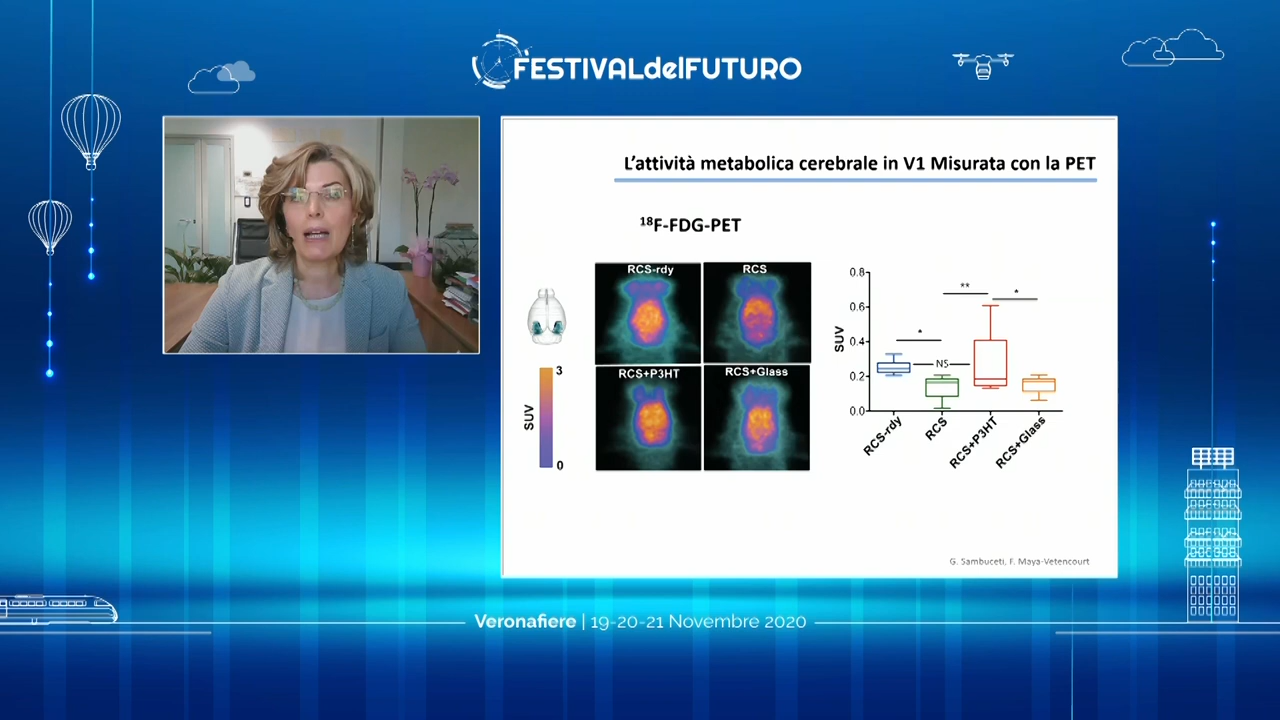 FESTIVALdelFUTURO
L'attività metabolica cerebrale in V1 Misurata con la PET
¹⁸F-FDG-PET
RCS-rdy
RCS
RCS+P3HT
RCS+Glass
3
SUV
0
0.8
0.6
0.4
0.2
0.0
SUV
**
*
*
NS
RCS-rdy
RCS
RCS+P3HT
RCS+Glass
G. Sambuceti, F. Maya-Vetencourt
Veronafiere | 19-20-21 Novembre 2020